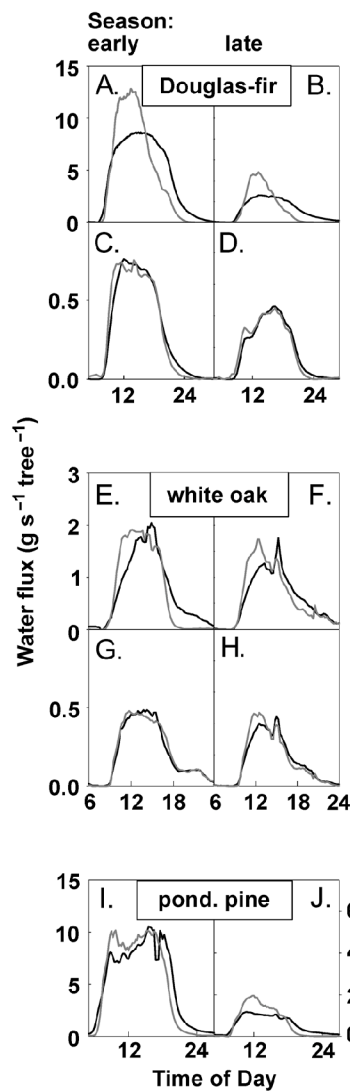 Season:
early late
15 A. Douglas-fir B.
10
5
0
C. D.
0.5
0.0
12 24 12
3 E. white oak F.
2
1
0
G. H.
0.5
0.0
6 12 18 6 12 18 24
15 I. pond. pine J.
10
5 2
0
12 24 12
Time of Day
Water flux (g s⁻¹ tree⁻¹)